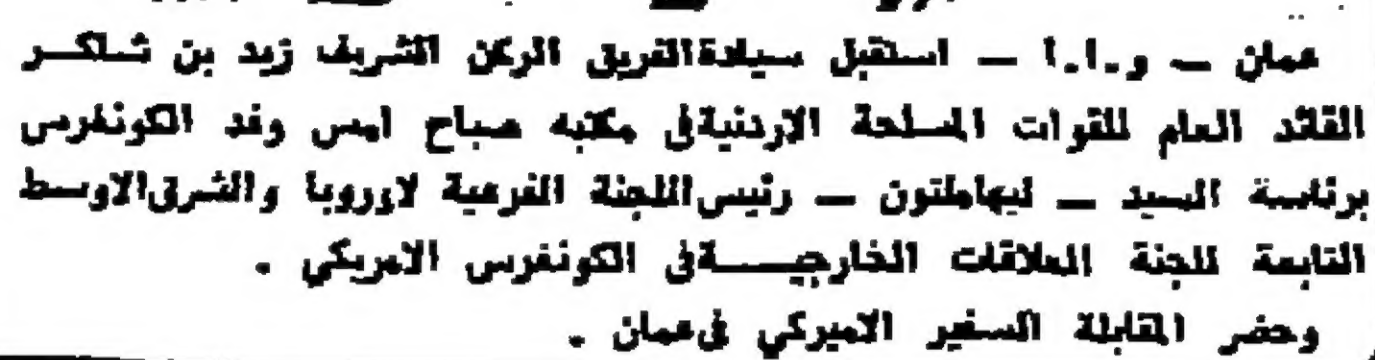 عمان — و.ا.ا — استقبل سيادة الفريق الركن الشريف زيد بن شاكر
القائد العام للقوات المسلحة الاردنية في مكتبه صباح امس وفد الكونغرس
برئاسة السيد — ليهاملتون — رئيس اللجنة الفرعية لاوروبا والشرق الاوسط
التابعة للجنة العلاقات الخارجية في الكونغرس الامريكي .
وحضر المقابلة السفير الاميركي في عمان .